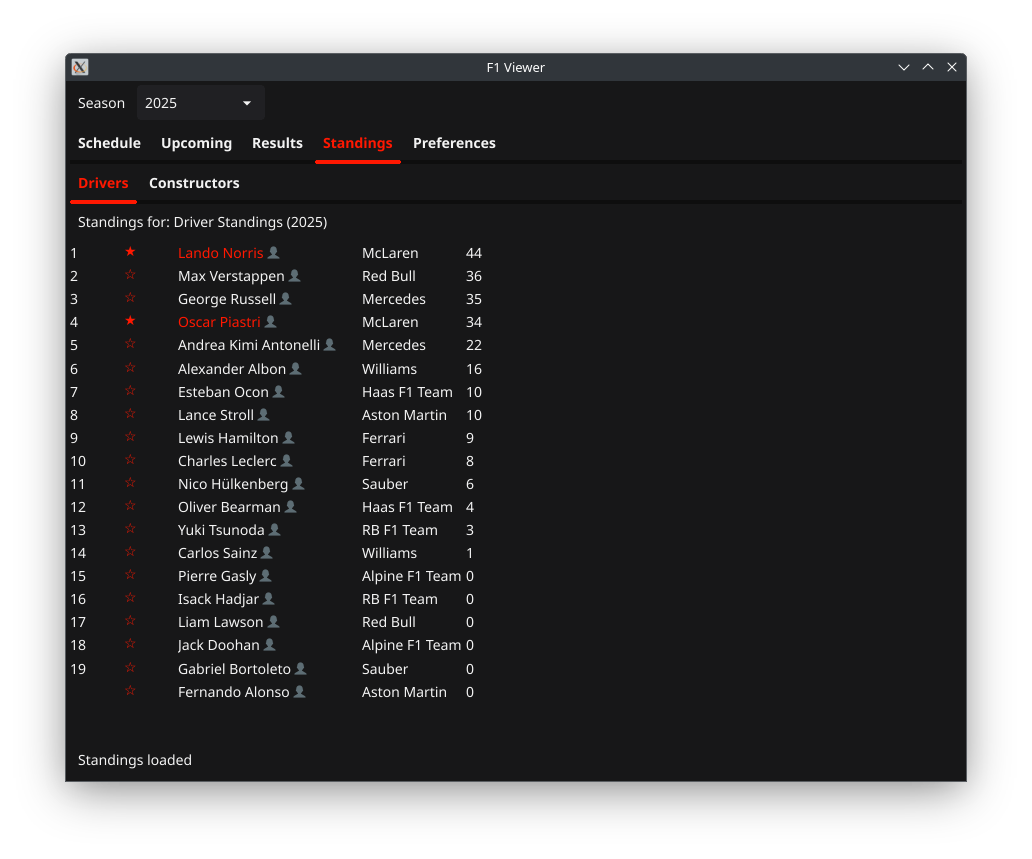 F1 Viewer
Season 2025
Schedule Upcoming Results Standings Preferences
Drivers Constructors
Standings for: Driver Standings (2025)
1 ★ Lando Norris McLaren 44
2 ☆ Max Verstappen Red Bull 36
3 ☆ George Russell Mercedes 35
4 ★ Oscar Piastri McLaren 34
5 ☆ Andrea Kimi Antonelli Mercedes 22
6 ☆ Alexander Albon Williams 16
7 ☆ Esteban Ocon Haas F1 Team 10
8 ☆ Lance Stroll Aston Martin 10
9 ☆ Lewis Hamilton Ferrari 9
10 ☆ Charles Leclerc Ferrari 8
11 ☆ Nico Hülkenberg Sauber 6
12 ☆ Oliver Bearman Haas F1 Team 4
13 ☆ Yuki Tsunoda RB F1 Team 3
14 ☆ Carlos Sainz Williams 1
15 ☆ Pierre Gasly Alpine F1 Team 0
16 ☆ Isack Hadjar RB F1 Team 0
17 ☆ Liam Lawson Red Bull 0
18 ☆ Jack Doohan Alpine F1 Team 0
19 ☆ Gabriel Bortoleto Sauber 0
☆ Fernando Alonso Aston Martin 0
Standings loaded